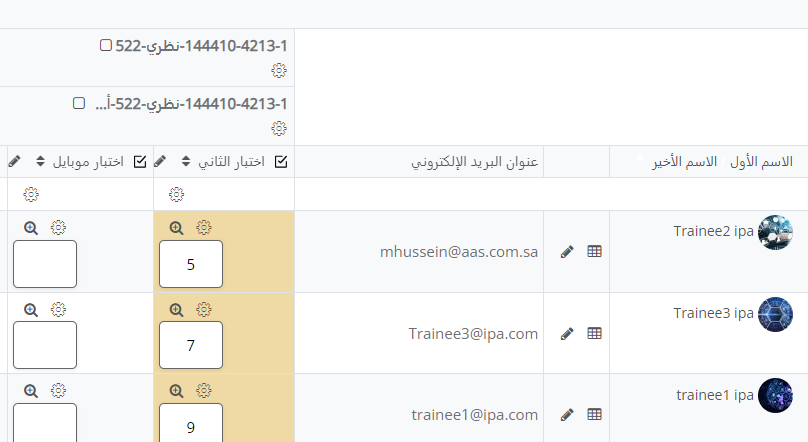 1-4213-144410-نظري-522
1-4213-144410-نظري-522-أ...
الاسم الأول الاسم الأخير عنوان البريد الإلكتروني اختبار الثاني اختبار موبايل
Trainee2 ipa mhussein@aas.com.sa 5
Trainee3 ipa Trainee3@ipa.com 7
trainee1 ipa trainee1@ipa.com 9